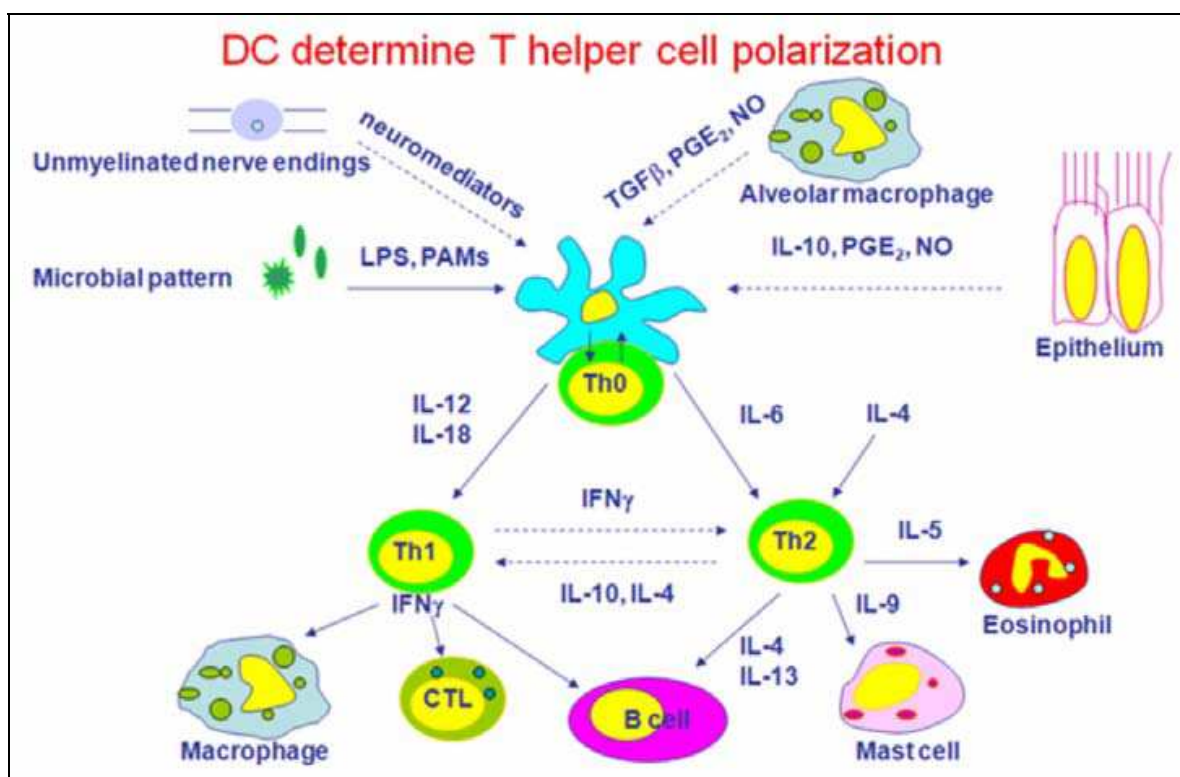 DC determine T helper cell polarization
Unmyelinated nerve endings
neuromediators
TGFβ, PGE₂, NO
Alveolar macrophage
Microbial pattern
LPS, PAMs
IL-10, PGE₂, NO
Epithelium
Th0
IL-12
IL-18
IL-6
IL-4
Th1
IFNγ
Th2
IL-5
IL-10, IL-4
Eosinophil
IFNγ
IL-9
IL-4
IL-13
CTL
B cell
Macrophage
Mast cell